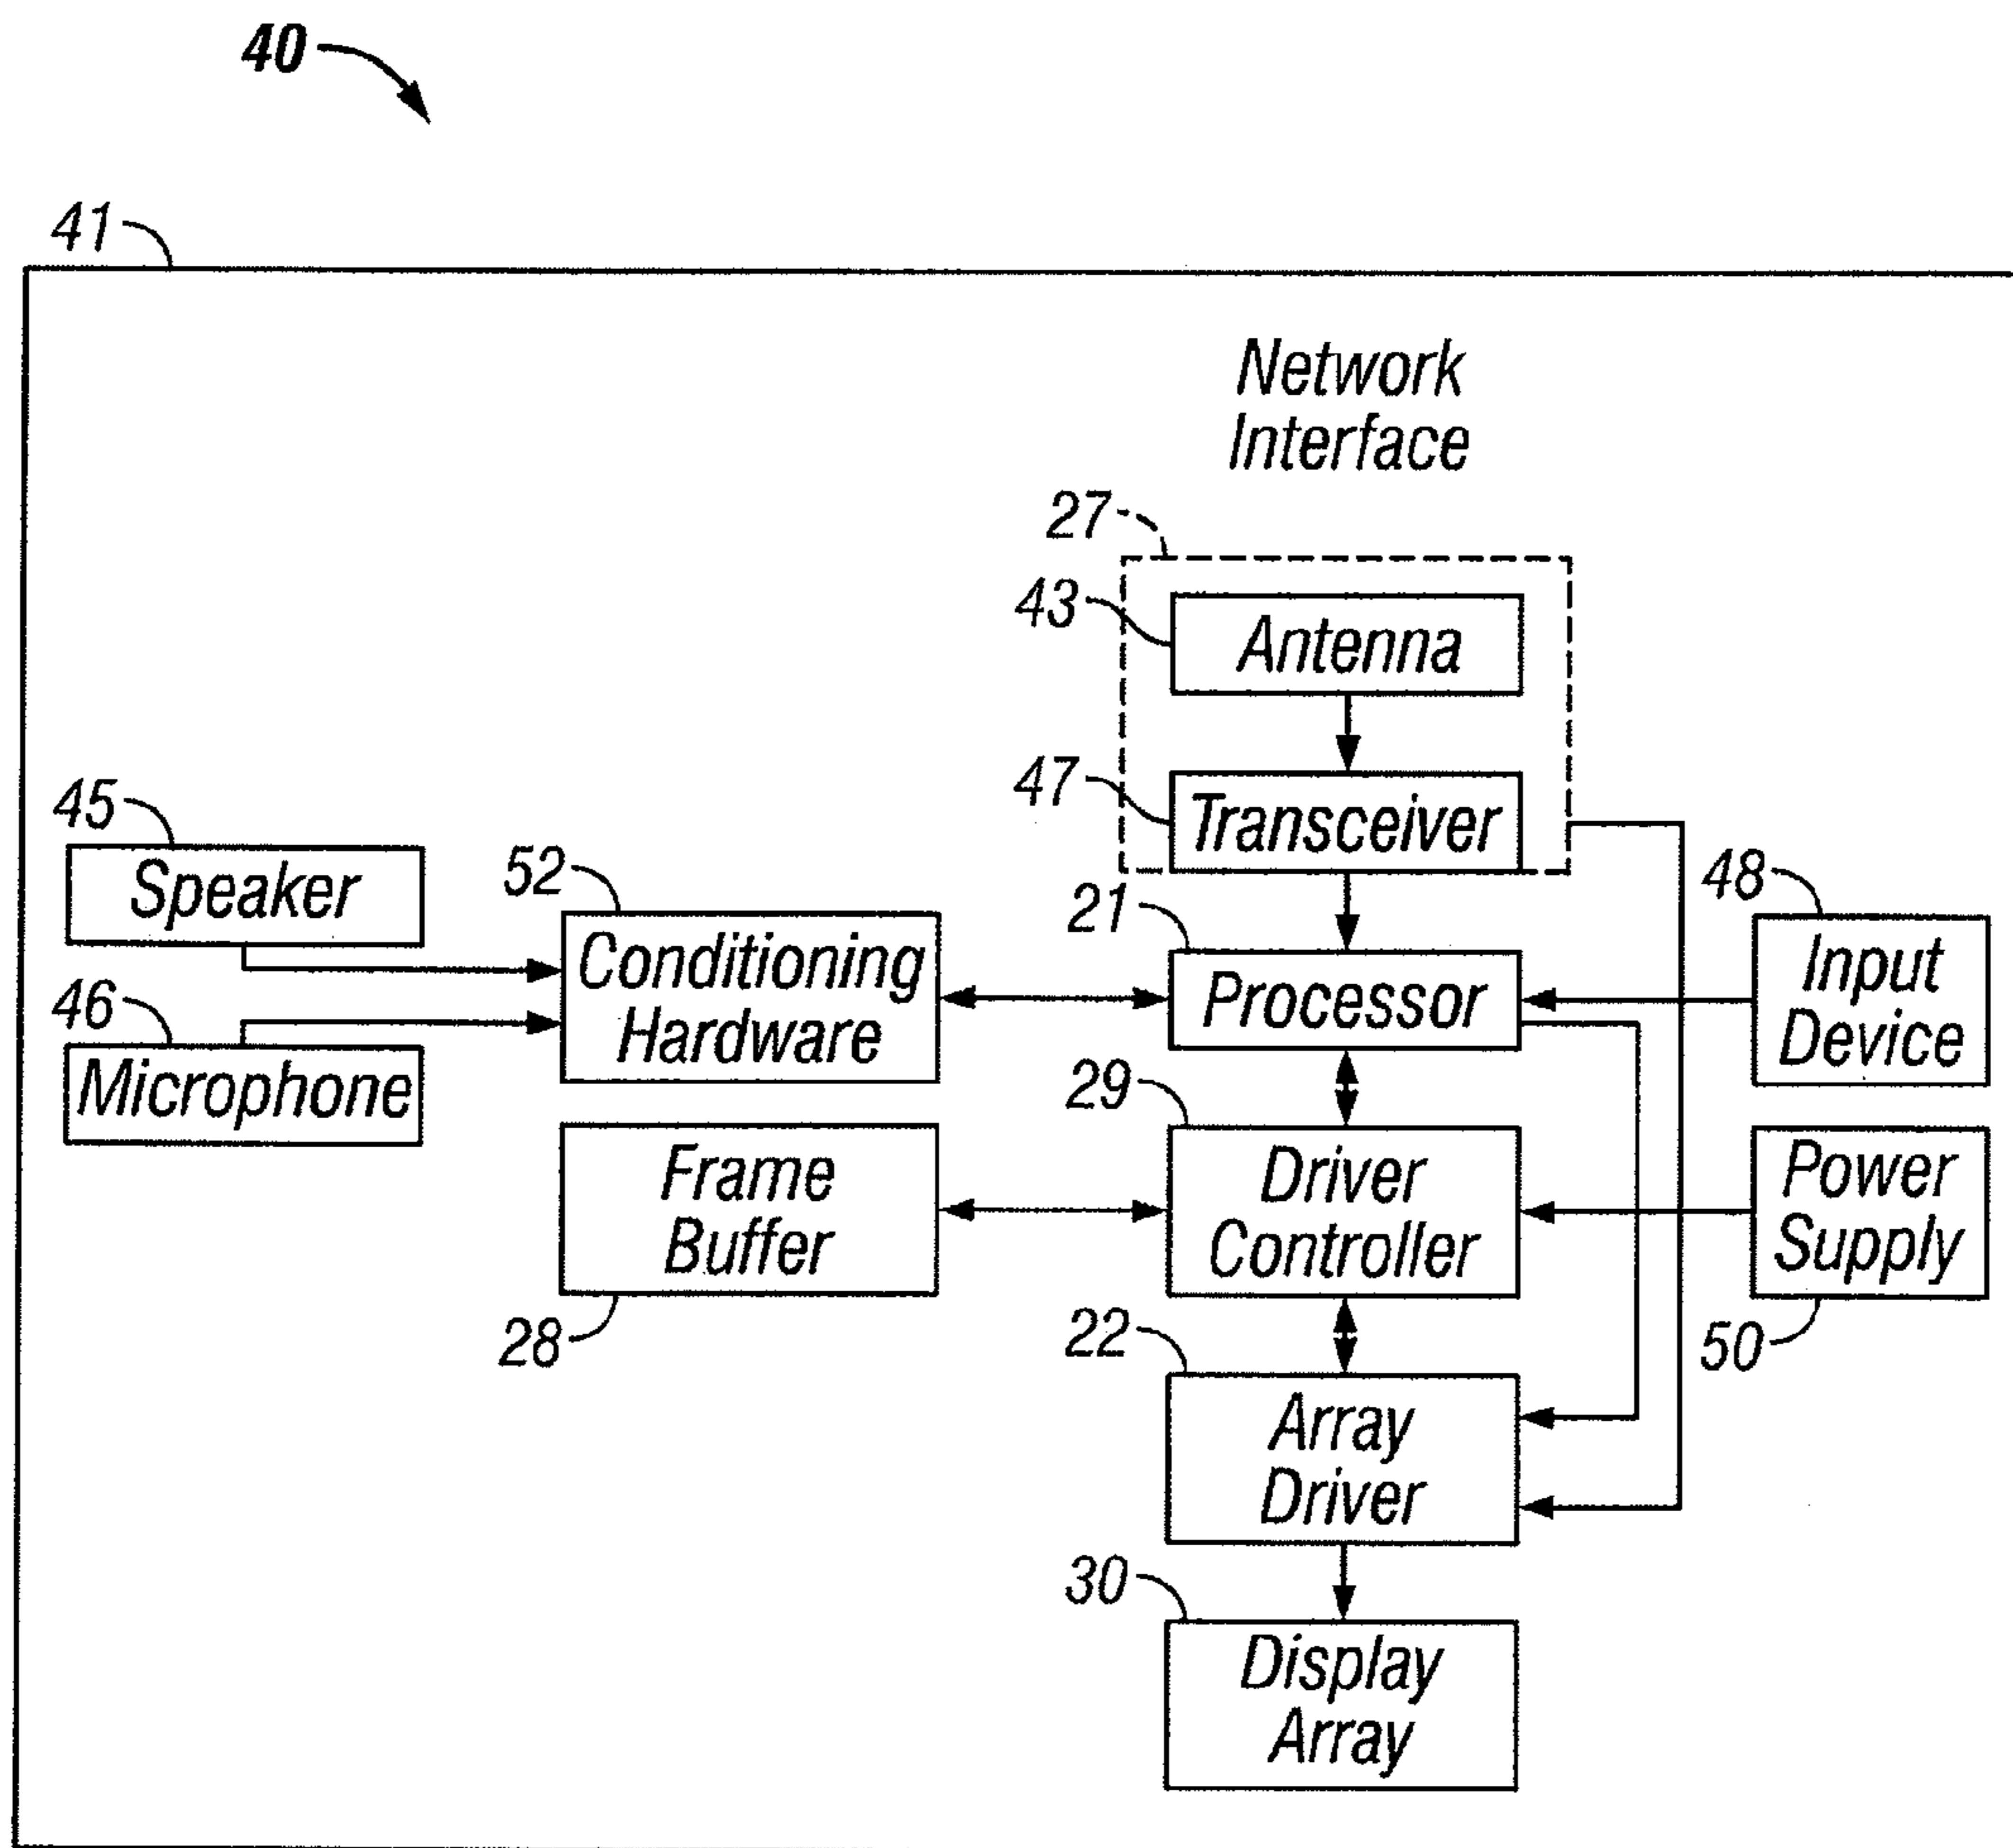 40
41
Network
Interface
27
43
Antenna
47
Transceiver
45
Speaker
52
Conditioning
Hardware
21
Processor
48
Input
Device
46
Microphone
29
Driver
Controller
Frame
Buffer
28
Power
Supply
50
22
Array
Driver
30
Display
Array